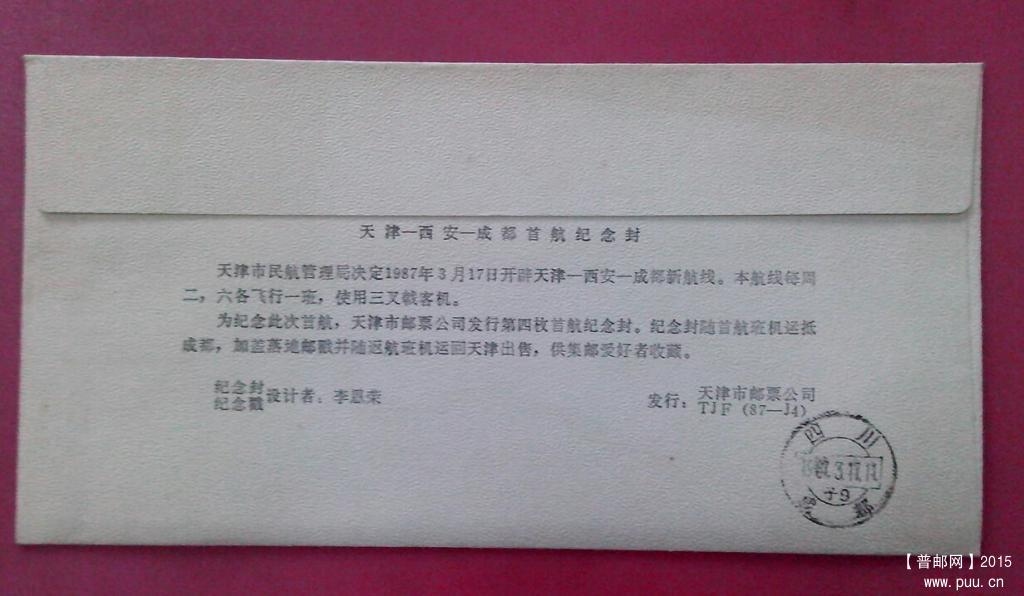 天津—西安—成都首航纪念封
天津市民航管理局决定1987年3月17日开辟天津—西安—成都新航线。本航线每周
二，六各飞行一班，使用三叉戟客机。
为纪念此次首航，天津市邮票公司发行第四枚首航纪念封。纪念封随首航班机运抵
成都，加盖落地邮戳并随返航班机运回天津出售，供集邮爱好者收藏。
纪念封
纪念戳
设计者：李恩荣
发行：
天津市邮票公司
TJF（87—J4）
四川
成都
【普邮网】2015
www.puu.cn